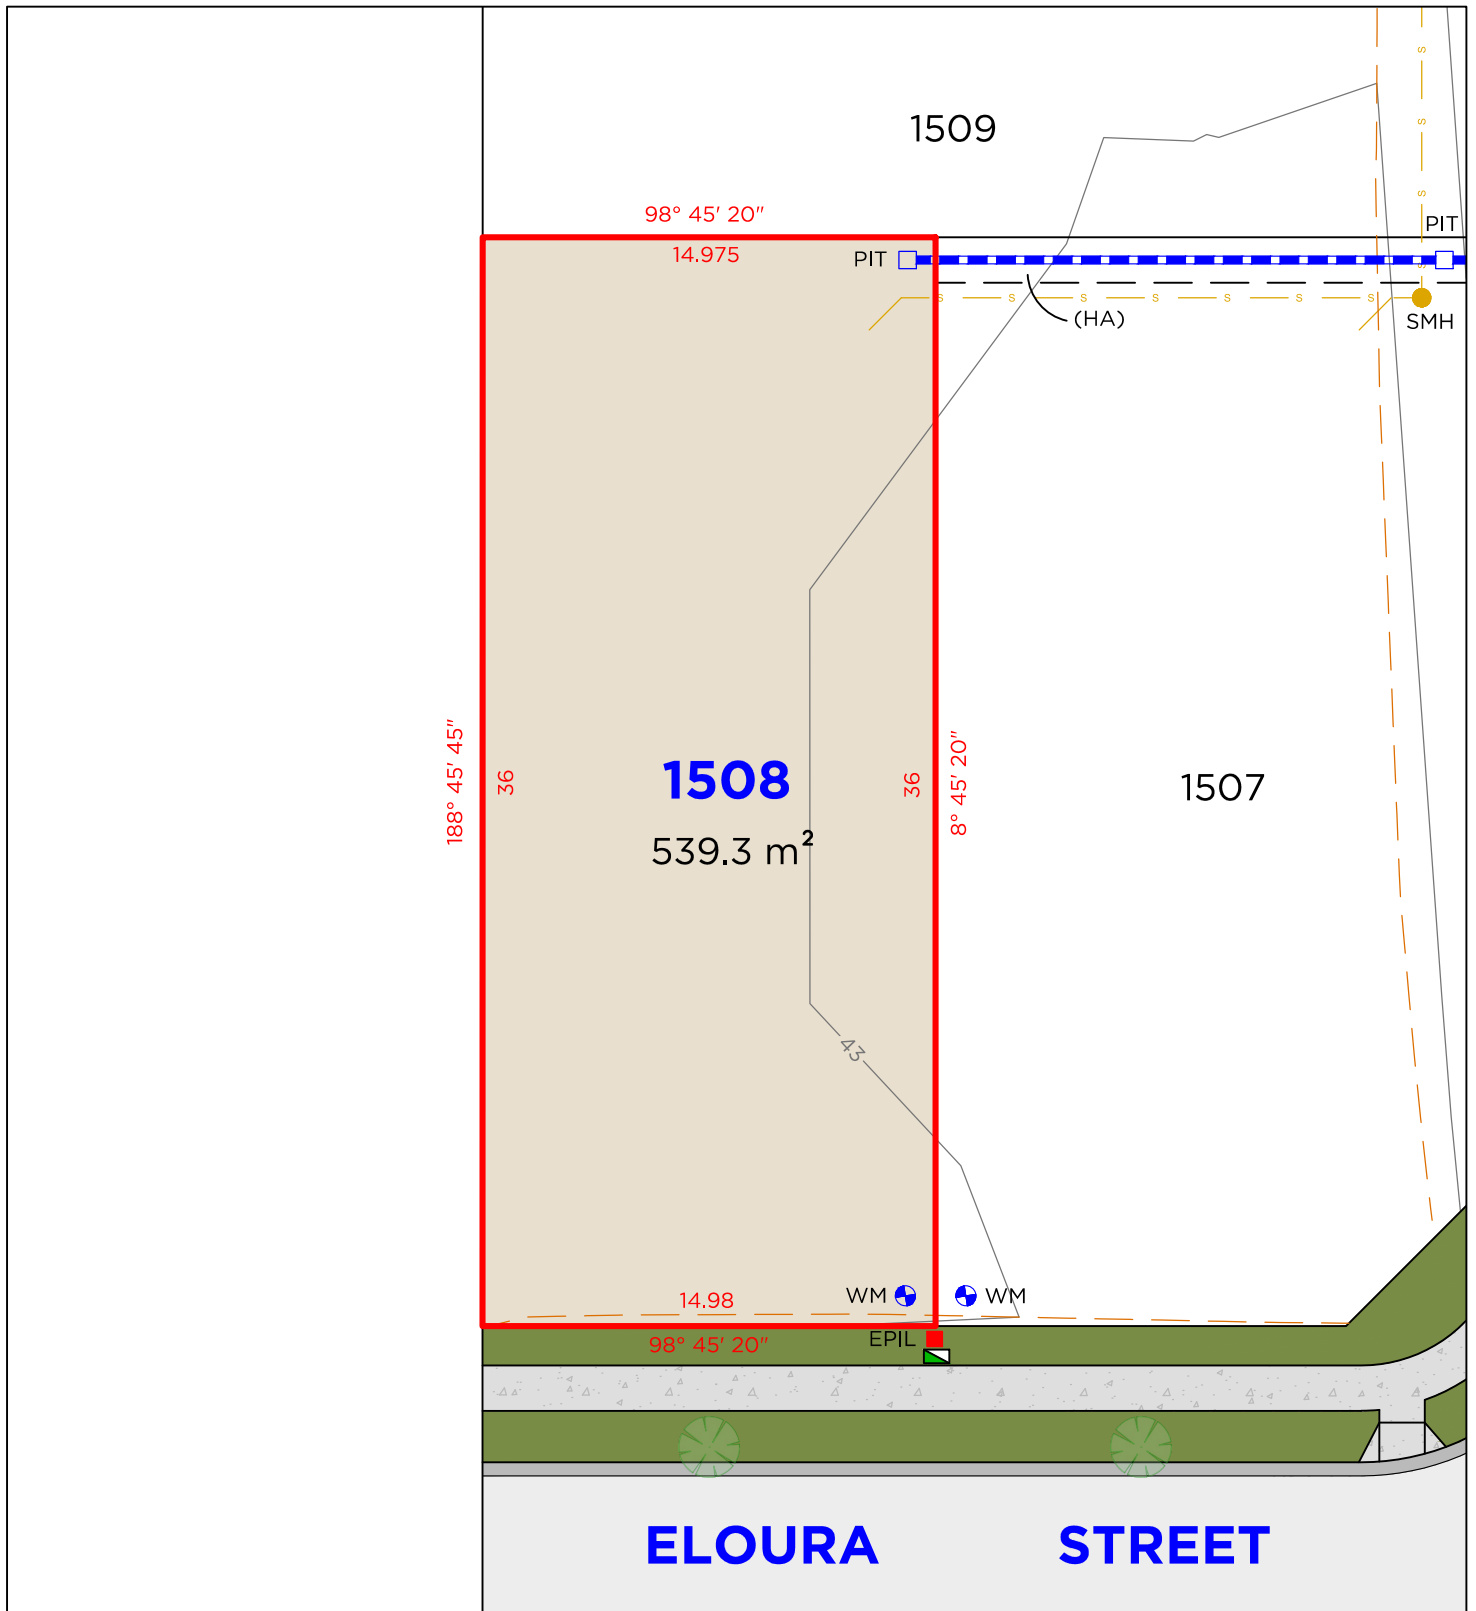 S
1509
S
S
98° 45' 20"
PIT
14.975
PIT
S
S S S S S S S
(HA)
SMH
188° 45' 45"
36
1508
36
8° 45' 20"
1507
539.3 m²
43
14.98
WM
WM
98° 45' 20"
EPIL
ELOURA STREET